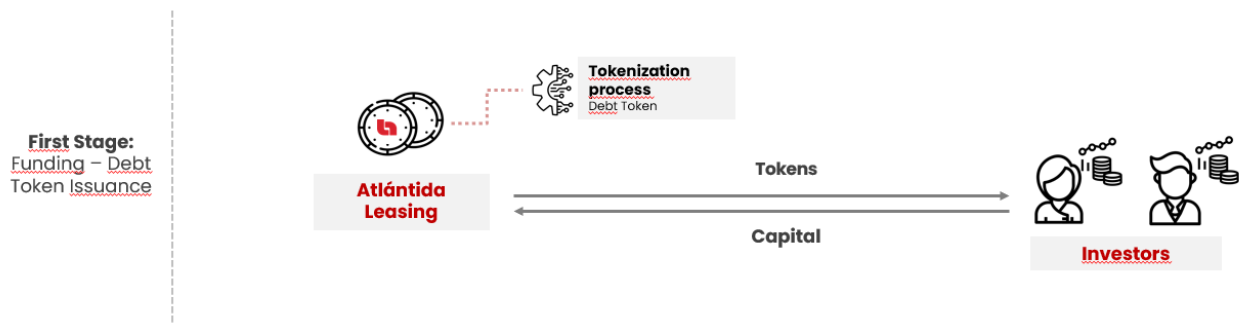 First Stage:
Funding – Debt
Token Issuance
Tokenization
process
Debt Token
Atlántida
Leasing
Tokens
Capital
Investors